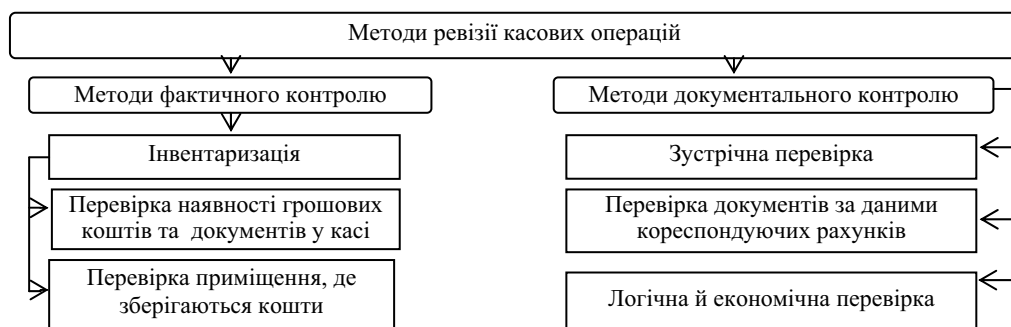 Методи ревізії касових операцій
Методи фактичного контролю
Методи документального контролю
Інвентаризація
Зустрічна перевірка
Перевірка наявності грошових
коштів та документів у касі
Перевірка документів за даними
кореспондуючих рахунків
Перевірка приміщення, де
зберігаються кошти
Логічна й економічна перевірка